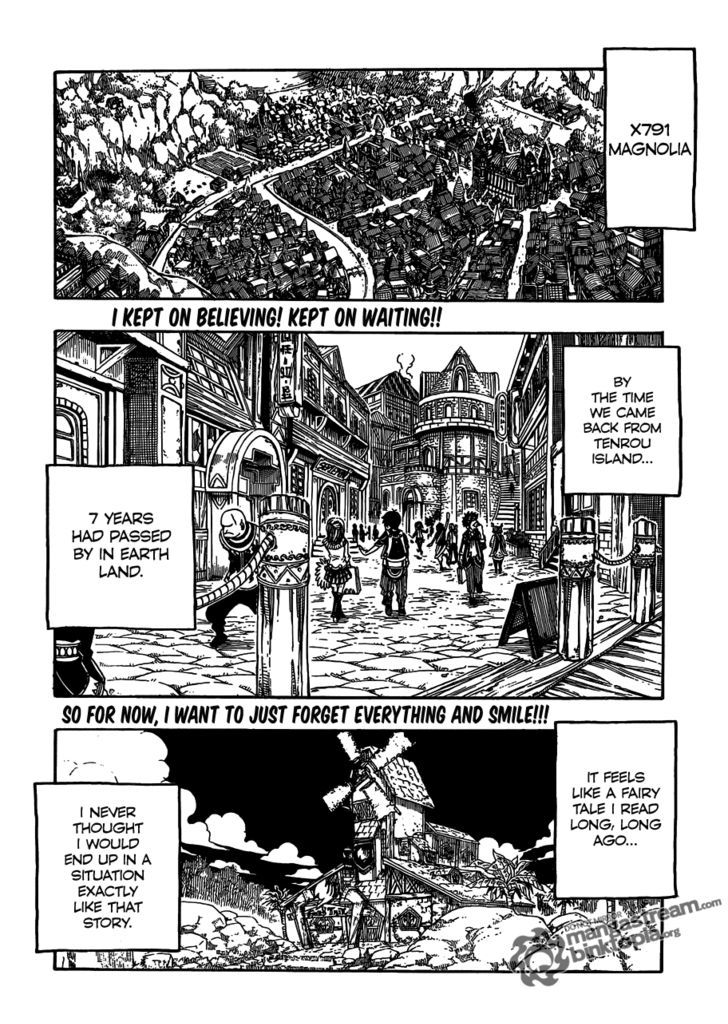 X791
MAGNOLIA
I KEPT ON BELIEVING! KEPT ON WAITING!!
BY
THE TIME
WE CAME
BACK FROM
TENROU
ISLAND...
7 YEARS
HAD PASSED
BY IN EARTH
LAND.
SO FOR NOW, I WANT TO JUST FORGET EVERYTHING AND SMILE!!!
IT FEELS
LIKE A FAIRY
TALE I READ
LONG, LONG
AGO...
I NEVER
THOUGHT
I WOULD
END UP IN A
SITUATION
EXACTLY
LIKE THAT
STORY.
mangastream.com
binktopia.org